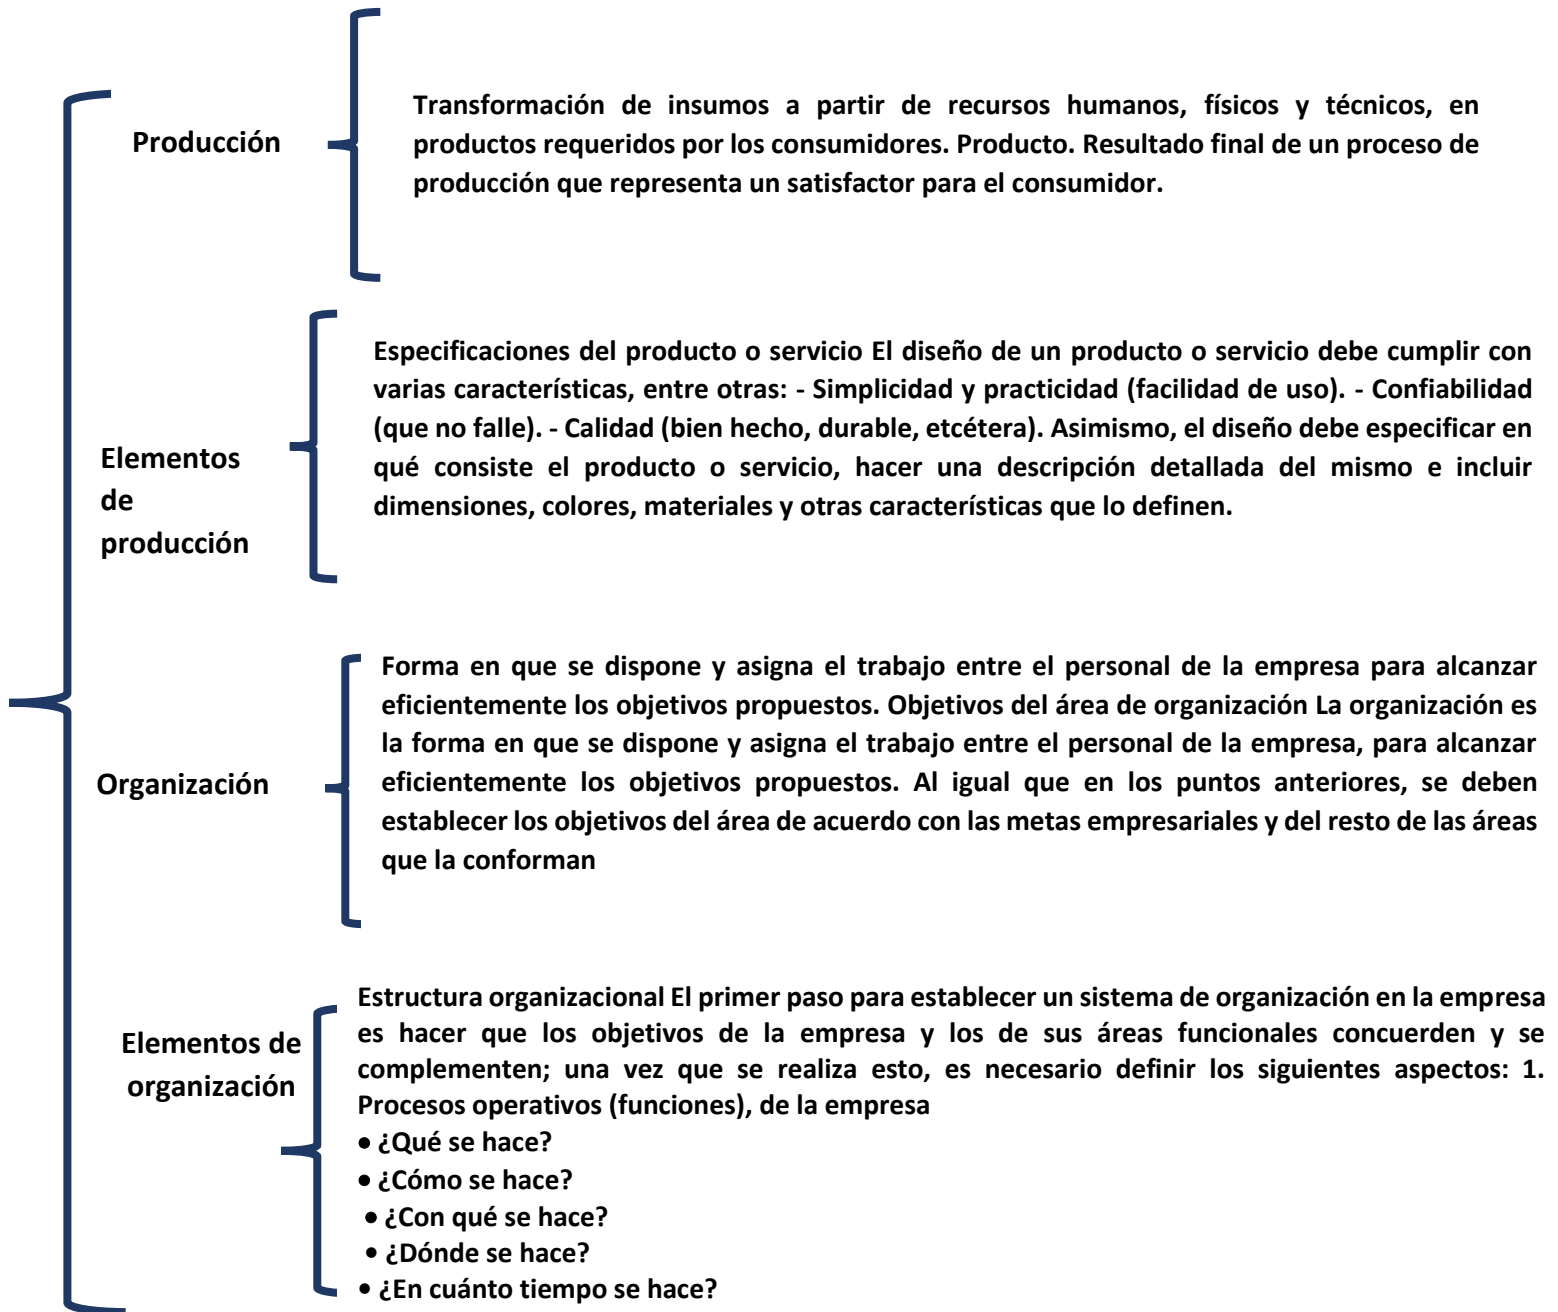 Producción
Transformación de insumos a partir de recursos humanos, físicos y técnicos, en
productos requeridos por los consumidores. Producto. Resultado final de un proceso de
producción que representa un satisfactor para el consumidor.
Elementos
de
producción
Especificaciones del producto o servicio El diseño de un producto o servicio debe cumplir con
varias características, entre otras: - Simplicidad y practicidad (facilidad de uso). - Confiabilidad
(que no falle). - Calidad (bien hecho, durable, etcétera). Asimismo, el diseño debe especificar en
qué consiste el producto o servicio, hacer una descripción detallada del mismo e incluir
dimensiones, colores, materiales y otras características que lo definen.
Organización
Forma en que se dispone y asigna el trabajo entre el personal de la empresa para alcanzar
eficientemente los objetivos propuestos. Objetivos del área de organización La organización es
la forma en que se dispone y asigna el trabajo entre el personal de la empresa, para alcanzar
eficientemente los objetivos propuestos. Al igual que en los puntos anteriores, se deben
establecer los objetivos del área de acuerdo con las metas empresariales y del resto de las áreas
que la conforman
Elementos de
organización
Estructura organizacional El primer paso para establecer un sistema de organización en la empresa
es hacer que los objetivos de la empresa y los de sus áreas funcionales concuerden y se
complementen; una vez que se realiza esto, es necesario definir los siguientes aspectos: 1.
Procesos operativos (funciones), de la empresa
• ¿Qué se hace?
• ¿Cómo se hace?
• ¿Con qué se hace?
• ¿Dónde se hace?
• ¿En cuánto tiempo se hace?